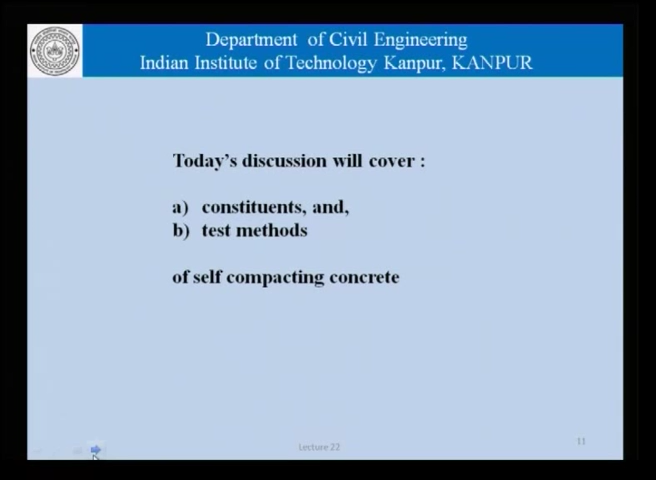 Department of Civil Engineering
Indian Institute of Technology Kanpur, KANPUR
Today's discussion will cover :
a) constituents, and,
b) test methods
of self compacting concrete
Lecture 22
11